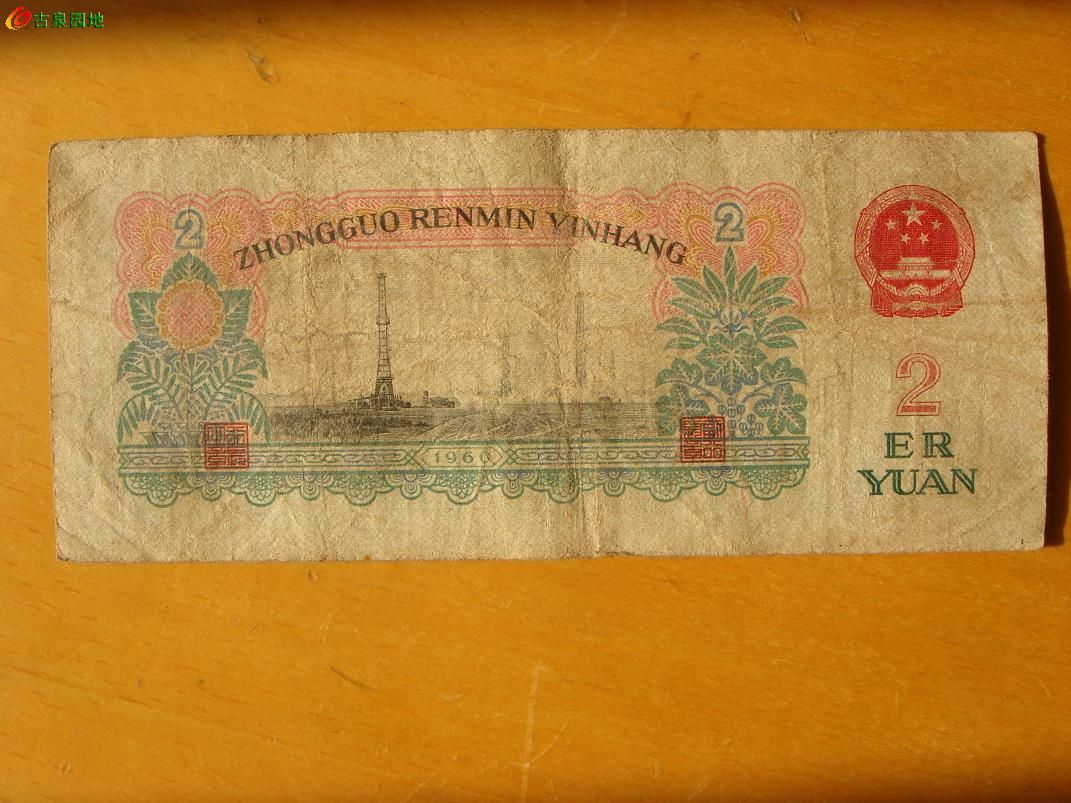 古泉园地
2
2
ZHONGGUO RENMIN YINHANG
2
ER
YUAN
1960